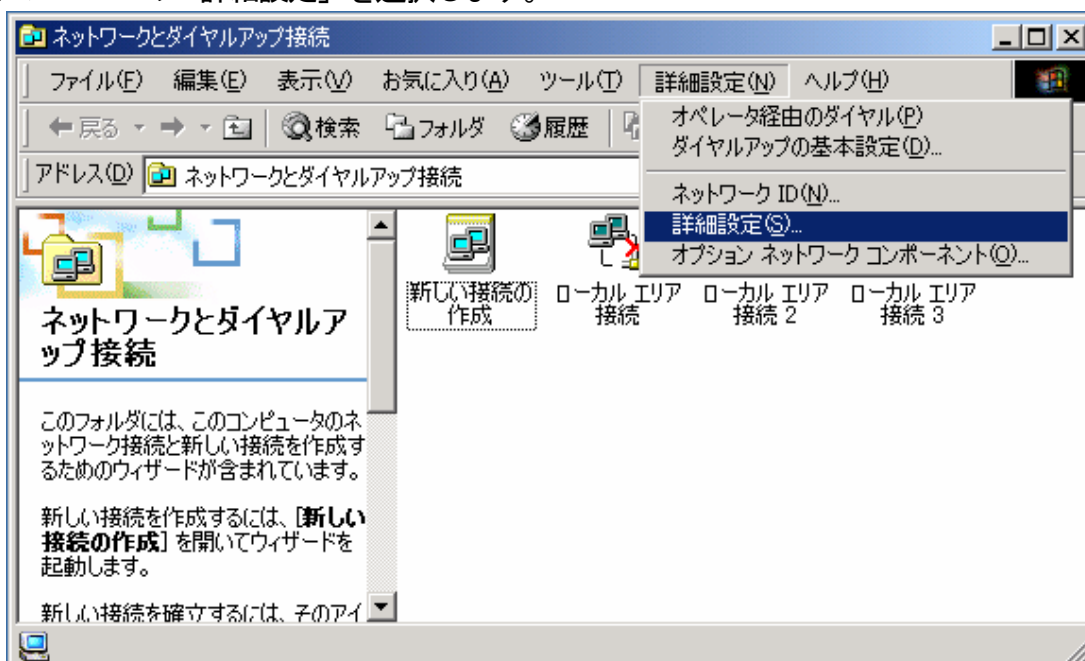 詳細設定」を選択します。
ネットワークとダイヤルアップ接続
ファイル(F) 編集(E) 表示(V) お気に入り(A) ツール(T) 詳細設定(N) ヘルプ(H)
戻る 検索 フォルダ 履歴
アドレス(D) ネットワークとダイヤルアップ接続
オペレータ経由のダイヤル(P)
ダイヤルアップの基本設定(D)...
ネットワーク ID(N)...
詳細設定(S)...
オプション ネットワーク コンポーネント(O)...
ネットワークとダイヤルア
ップ接続
このフォルダには、このコンピュータのネ
ットワーク接続と新しい接続を作成す
るためのウィザードが含まれています。
新しい接続を作成するには、[新しい
接続の作成] を開いてウィザードを
起動します。
新しい接続を確立するには、そのアイ
新しい接続の
作成
ローカル エリア
接続
ローカル エリア
接続 2
ローカル エリア
接続 3